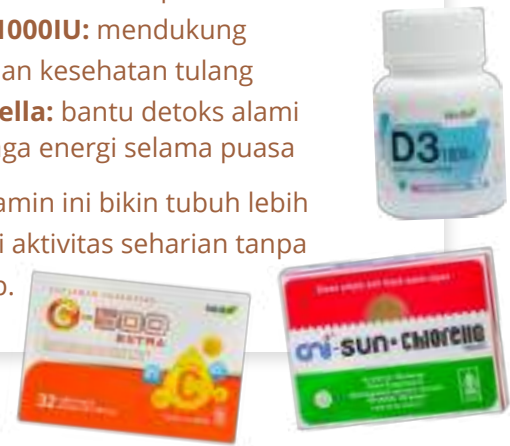 1000IU: mendukung
an kesehatan tulang
ella: bantu detoks alami
ga energi selama puasa
amin ini bikin tubuh lebih
i aktivitas seharian tanpa
o.
D3
C-500
EXTRA
C
32
cni-SUN•Chlorella